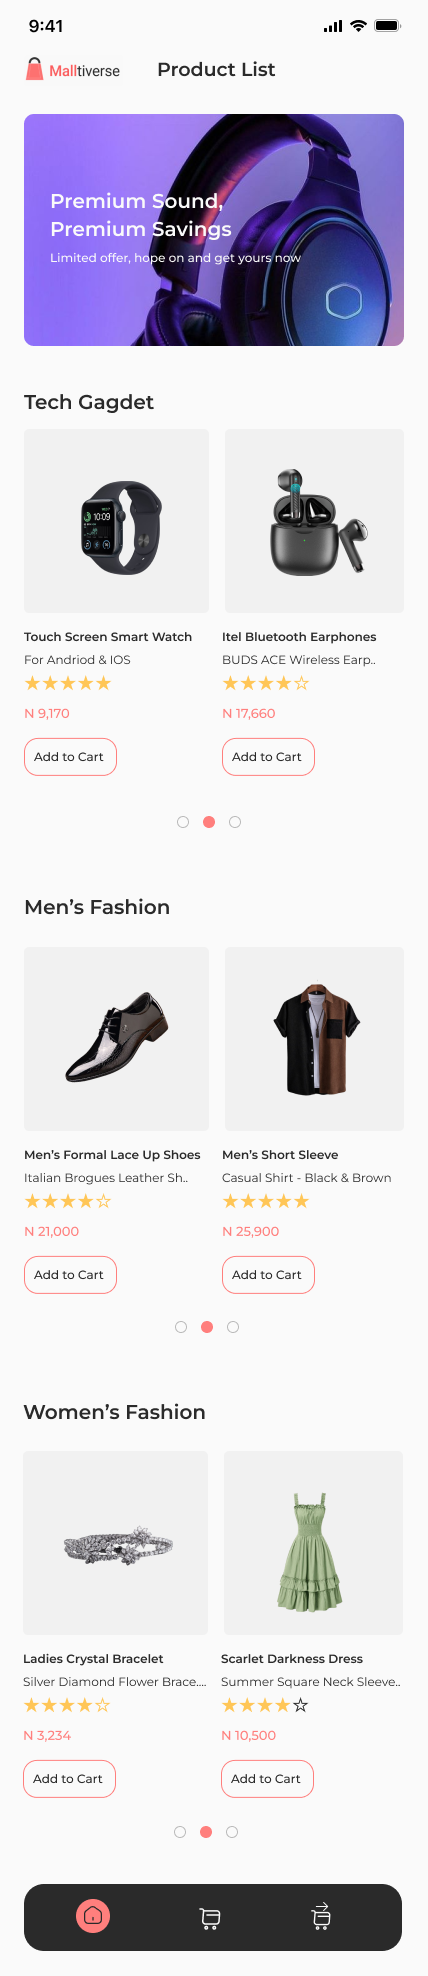 9:41
Malltiverse
Product List
Premium Sound,
Premium Savings
Limited offer, hope on and get yours now
Tech Gagdet
10:09
Touch Screen Smart Watch
For Andriod & IOS
N 9,170
Add to Cart
Itel Bluetooth Earphones
BUDS ACE Wireless Earp..
N 17,660
Add to Cart
Men’s Fashion
Men’s Formal Lace Up Shoes
Italian Brogues Leather Sh..
N 21,000
Add to Cart
Men’s Short Sleeve
Casual Shirt - Black & Brown
N 25,900
Add to Cart
Women’s Fashion
Ladies Crystal Bracelet
Silver Diamond Flower Brace....
N 3,234
Add to Cart
Scarlet Darkness Dress
Summer Square Neck Sleeve..
N 10,500
Add to Cart